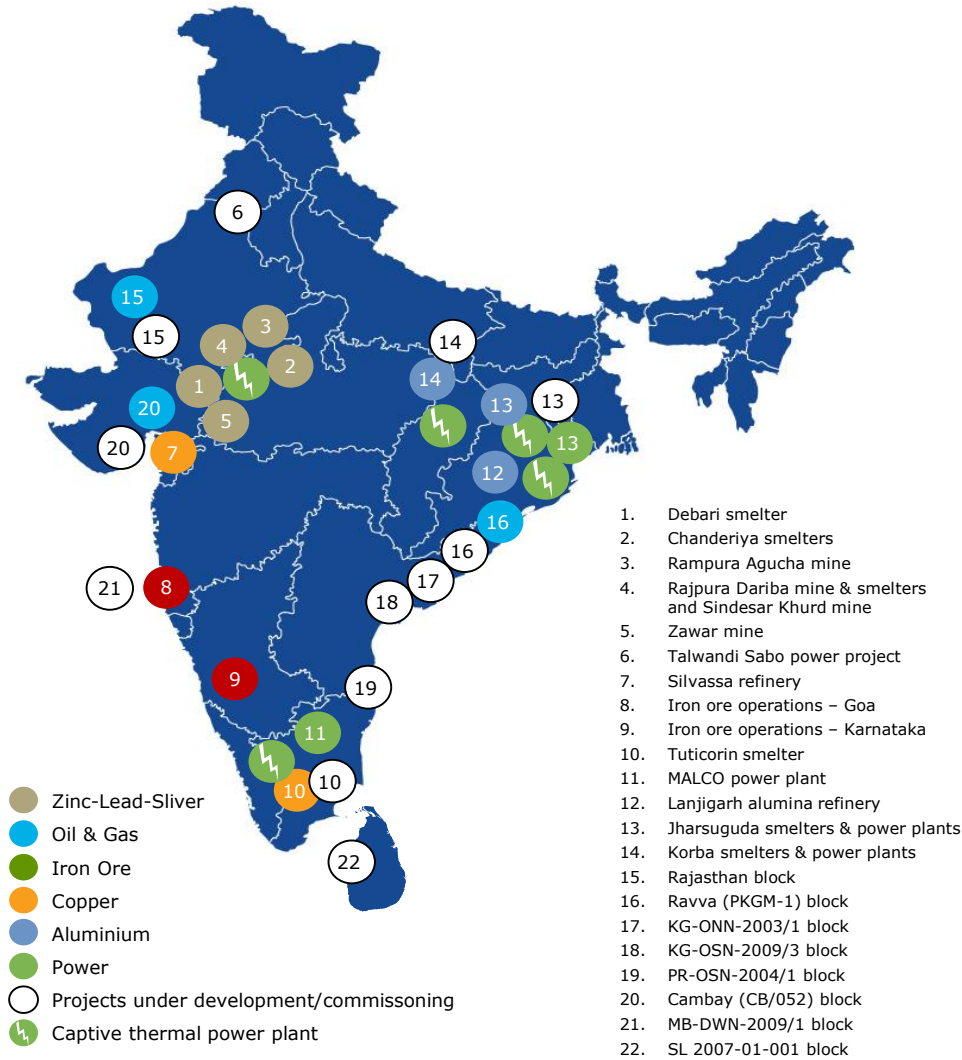 6
15
3
15
4
14
2
14
1
13
20
13
5
13
20
7
12
16
16
21
8
17
18
9
19
11
10
10
22
Zinc-Lead-Sliver
Oil & Gas
Iron Ore
Copper
Aluminium
Power
Projects under development/commissoning
Captive thermal power plant
1. Debari smelter
2. Chanderiya smelters
3. Rampura Agucha mine
4. Rajpura Dariba mine & smelters
and Sindesar Khurd mine
5. Zawar mine
6. Talwandi Sabo power project
7. Silvassa refinery
8. Iron ore operations – Goa
9. Iron ore operations – Karnataka
10. Tuticorin smelter
11. MALCO power plant
12. Lanjigarh alumina refinery
13. Jharsuguda smelters & power plants
14. Korba smelters & power plants
15. Rajasthan block
16. Ravva (PKGM-1) block
17. KG-ONN-2003/1 block
18. KG-OSN-2009/3 block
19. PR-OSN-2004/1 block
20. Cambay (CB/052) block
21. MB-DWN-2009/1 block
22. SL 2007-01-001 block